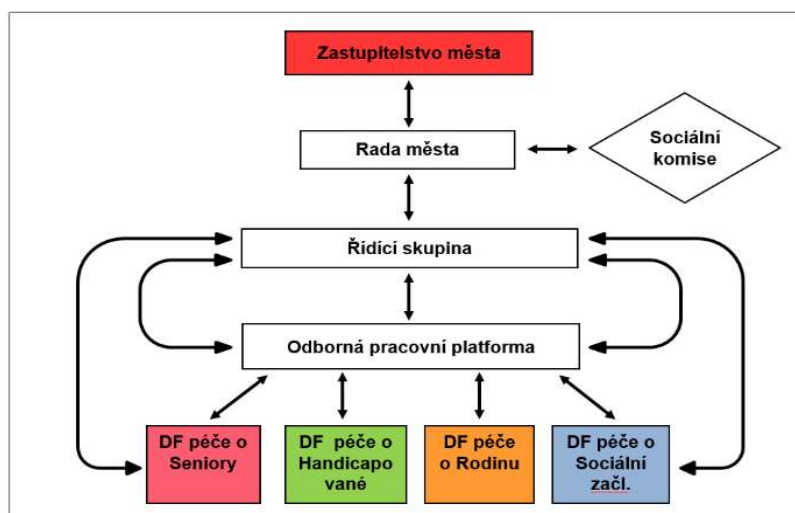 Zastupitelstvo města
Rada města
Sociální
komise
Řídící skupina
Odborná pracovní platforma
DF péče o
Seniory
DF péče o
Handicapo
vané
DF péče
o Rodinu
DF péče o
Sociální
začl.